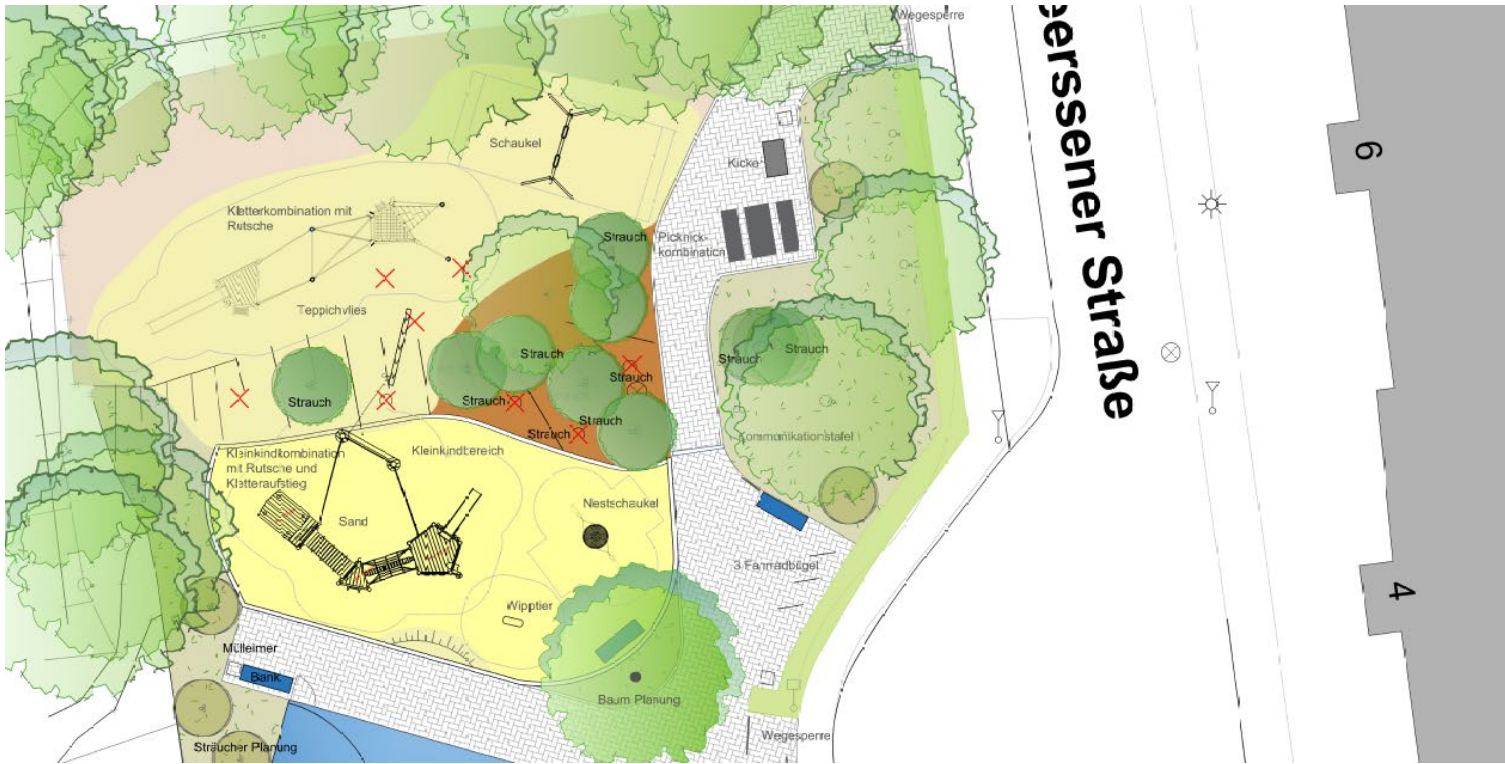 Wegesperre
eerssener Straße
6
Schaukel
Kicker
Kletterkombination mit
Rutsche
Strauch
Picknick-
kombination
Teppichvlies
Strauch
Strauch
Strauch
Strauch
Strauch
Strauch
Strauch
Strauch
Strauch
Kommunikationstafel
Kleinkindkombination
mit Rutsche und
Kletteraufstieg
Kleinkindbereich
Nestschaukel
Sand
3 Fahrradbügel
4
Wipptier
Mülleimer
Bank
Baum Planung
Wegesperre
Sträucher Planung